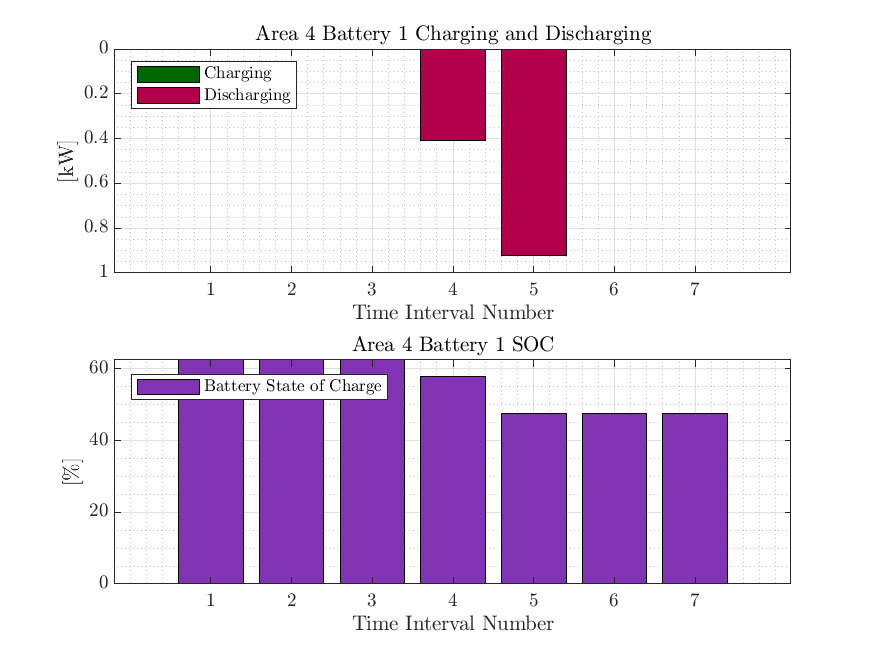 Area 4 Battery 1 Charging and Discharging
0
0.2
0.4
0.6
0.8
1
[kW]
Charging
Discharging
1 2 3 4 5 6 7
Time Interval Number
Area 4 Battery 1 SOC
60
40
20
0
[%]
Battery State of Charge
1 2 3 4 5 6 7
Time Interval Number